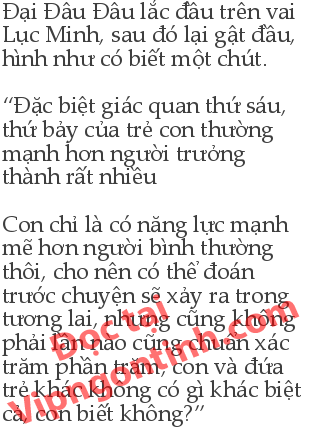 Đại Đâu Đâu lắc đầu trên vai
Lục Minh, sau đó lại gật đầu,
hình như có biết một chút.
“Đặc biệt giác quan thứ sáu,
thứ bảy của trẻ con thường
mạnh hơn người trưởng
thành rất nhiều
Con chỉ là có năng lực mạnh
mẽ hơn người bình thường
thôi, cho nên có thể đoán
trước chuyện sẽ xảy ra trong
tương lai, nhưng cũng không
phải lần nào cũng chuẩn xác
trăm phần trăm, con và đứa
trẻ khác không có gì khác biệt
cả, con biết không?”
Đọc tại
Vipngontinh.com